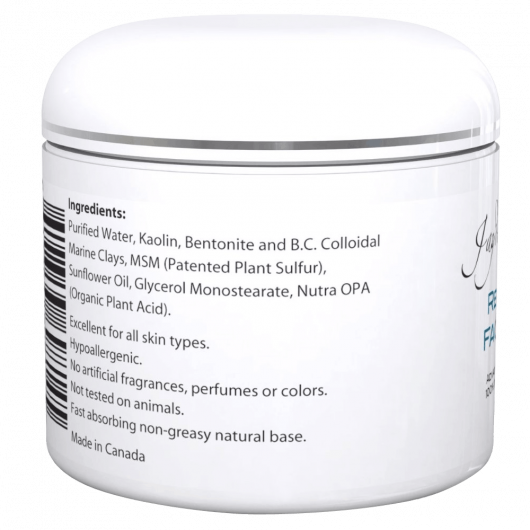 Ingredients:
Purified Water, Kaolin, Bentonite and B.C. Colloidal
Marine Clays, MSM (Patented Plant Sulfur),
Sunflower Oil, Glycerol Monostearate, Nutra OPA
(Organic Plant Acid).
Excellent for all skin types.
Hypoallergenic.
No artificial fragrances, perfumes or colors.
Not tested on animals.
Fast absorbing non-greasy natural base.
Made in Canada